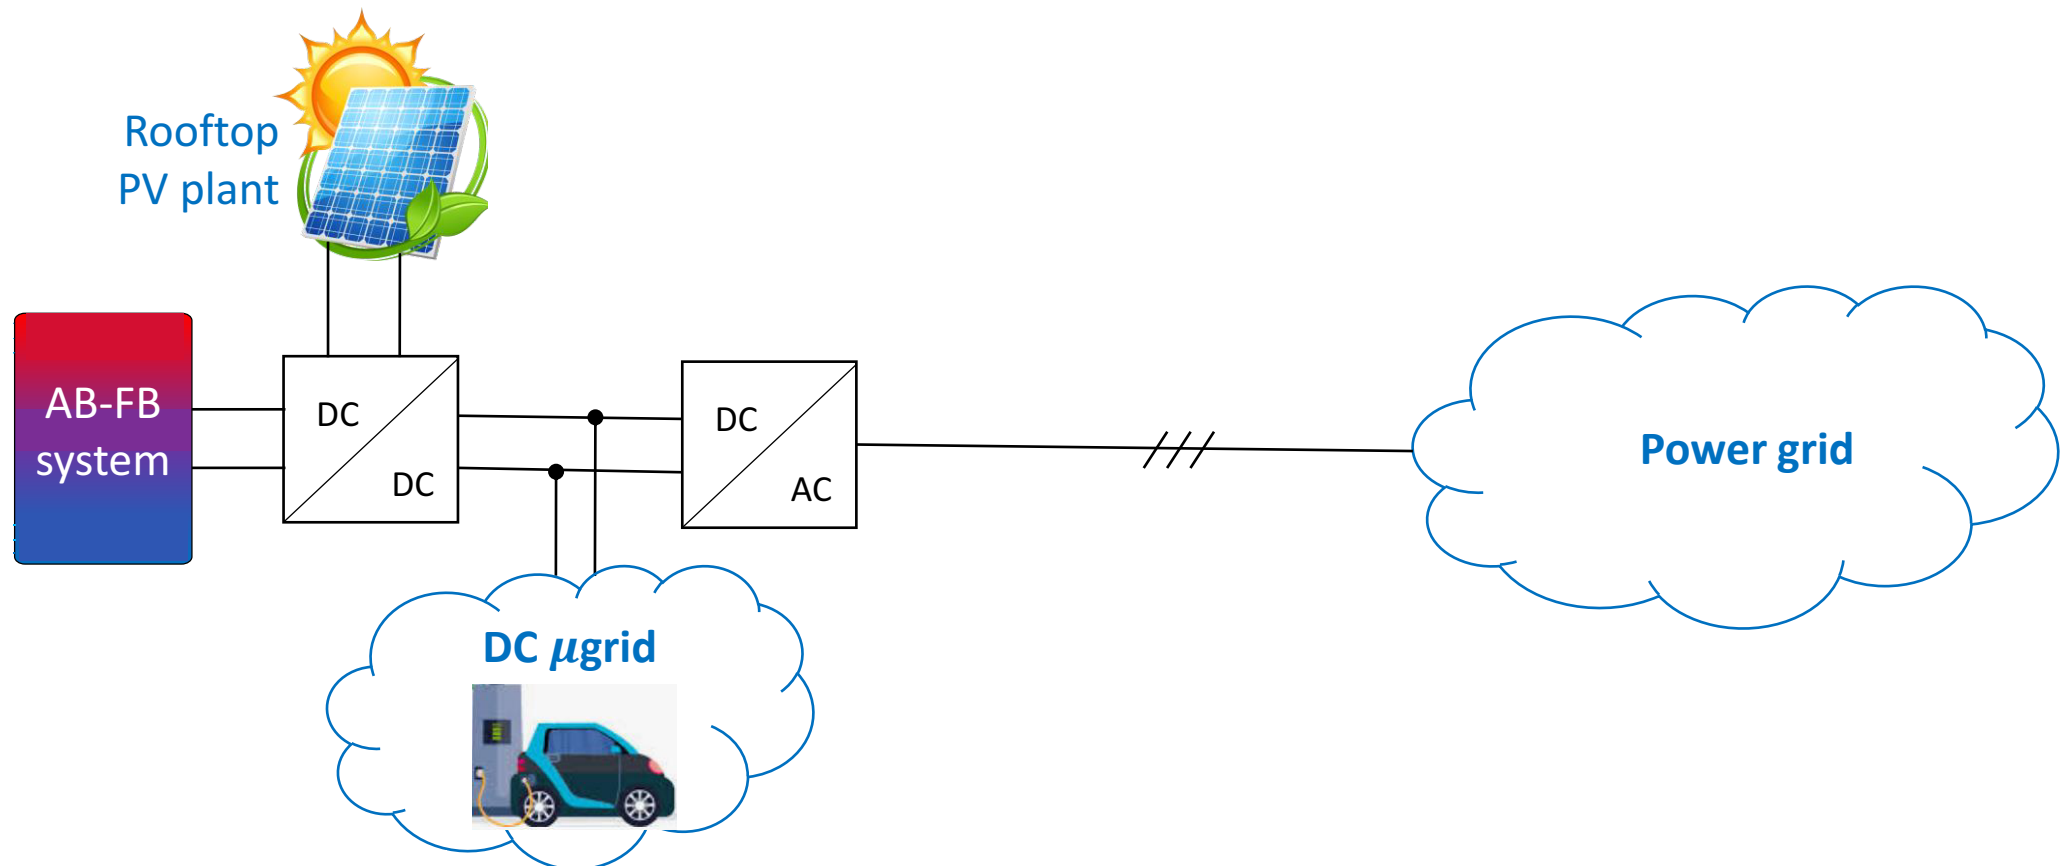 Rooftop
PV plant
AB-FB
system
DC
DC
DC
AC
Power grid
DC μgrid